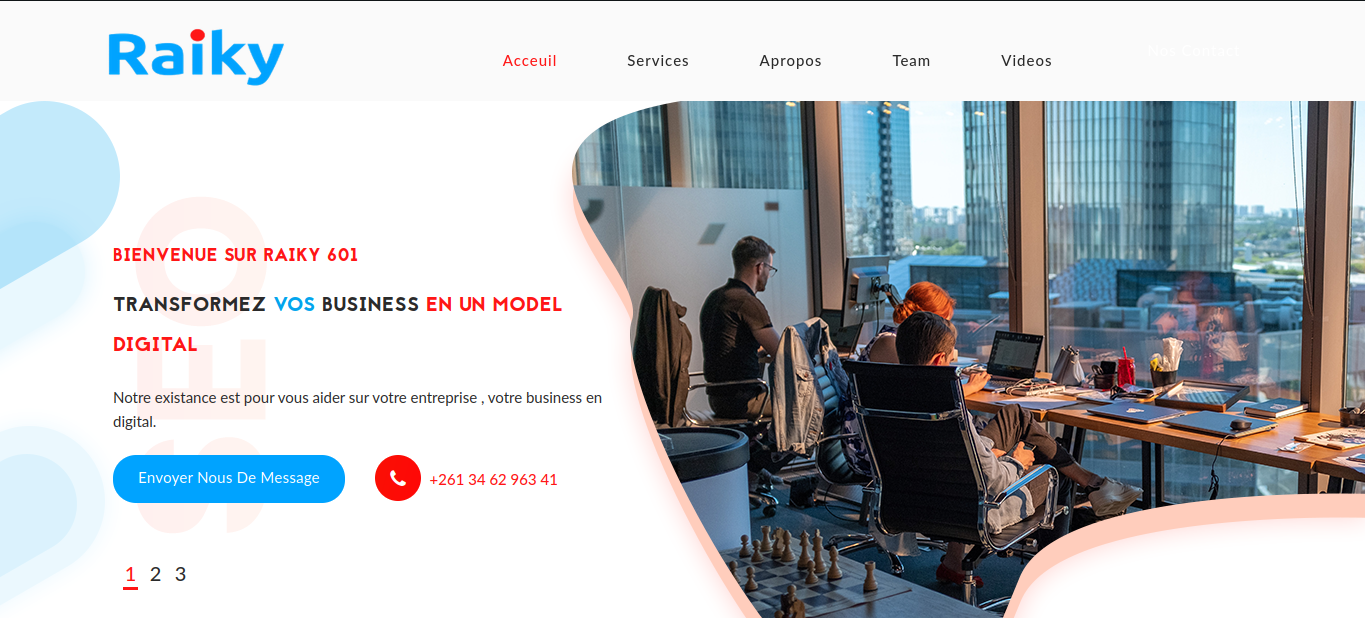 Raiky
Acceuil
Services
Apropos
Team
Videos
Nos Contact
SEO
BIENVENUE SUR RAIKY 601
TRANSFORMEZ VOS BUSINESS EN UN MODEL
DIGITAL
Notre existance est pour vous aider sur votre entreprise , votre business en
digital.
Envoyer Nous De Message
+261 34 62 963 41
1 2 3